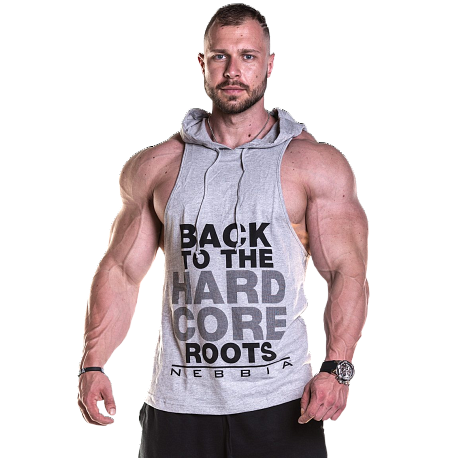 BACK
TO THE
HARD
CORE
ROOTS
NEBBIA